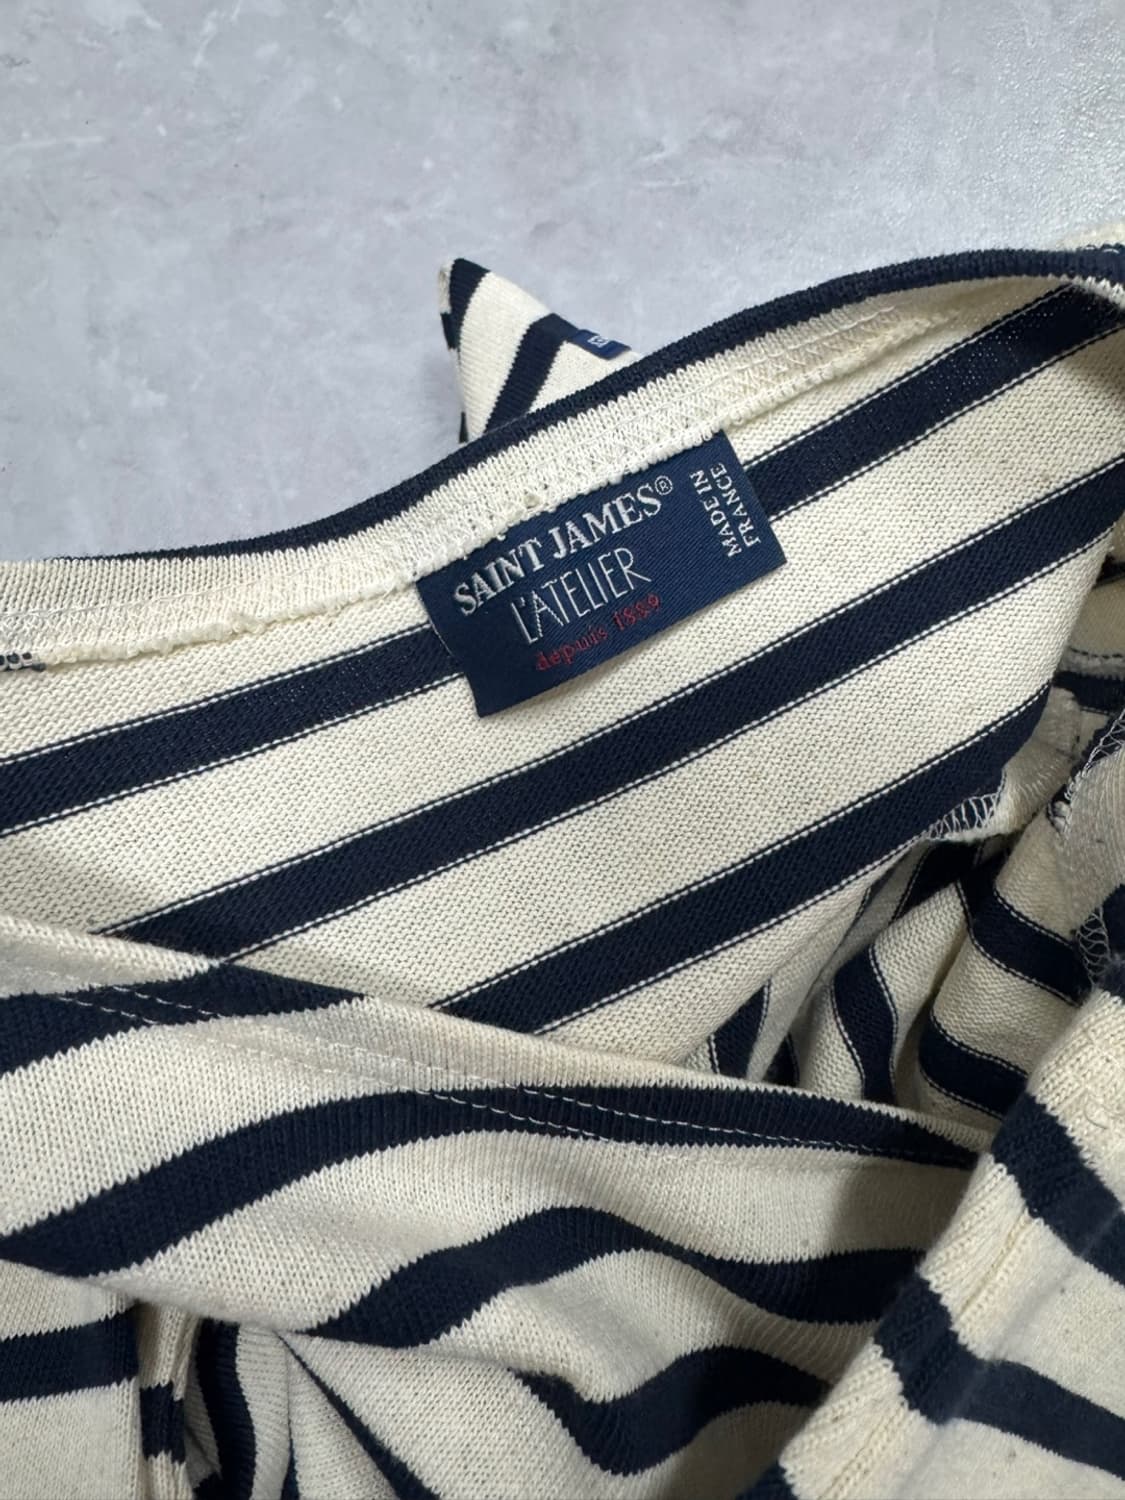 SAINT JAMES®
L'ATELIER
depuis 1889
MADE IN
FRANCE